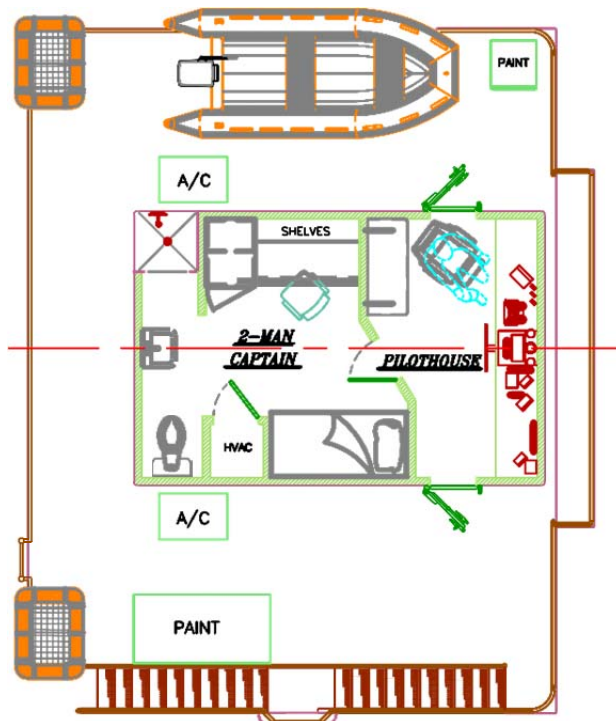 PAINT
A/C
SHELVES
2-MAN
CAPTAIN
PILOTHOUSE
HVAC
A/C
PAINT